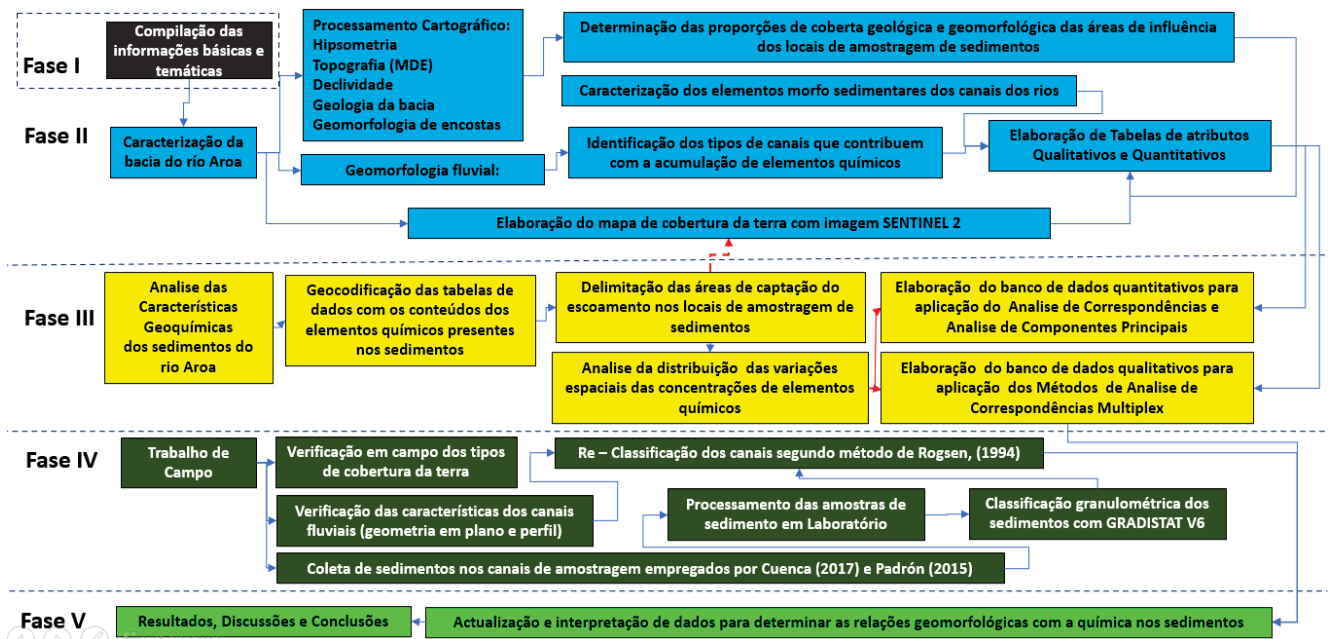 Fase I
Compilação das
informações básicas e
temáticas
Processamento Cartográfico:
Hipsometria
Topografia (MDE)
Declividade
Geologia da bacia
Geomorfologia de encostas
Determinação das proporções de coberta geológica e geomorfológica das áreas de influência
dos locais de amostragem de sedimentos
Caracterização dos elementos morfo sedimentares dos canais dos rios
Fase II
Caracterização da
bacia do río Aroa
Geomorfologia fluvial:
Identificação dos tipos de canais que contribuem
com a acumulação de elementos químicos
Elaboração de Tabelas de atributos
Qualitativos e Quantitativos
Elaboração do mapa de cobertura da terra com imagem SENTINEL 2
Fase III
Analise das
Características
Geoquímicas
dos sedimentos do
rio Aroa
Geocodificação das tabelas de
dados com os conteúdos dos
elementos químicos presentes
nos sedimentos
Delimitação das áreas de captação do
escoamento nos locais de amostragem de
sedimentos
Elaboração do banco de dados quantitativos para
aplicação do Analise de Correspondências e
Analise de Componentes Principais
Analise da distribuição das variações
espaciais das concentrações de elementos
químicos
Elaboração do banco de dados qualitativos para
aplicação dos Métodos de Analise de
Correspondências Multiplex
Fase IV
Trabalho de
Campo
Verificação em campo dos tipos
de cobertura da terra
Re – Classificação dos canais segundo método de Rogsen, (1994)
Verificação das características dos canais
fluviais (geometria em plano e perfil)
Processamento das amostras de
sedimento em Laboratório
Classificação granulométrica dos
sedimentos com GRADISTAT V6
Coleta de sedimentos nos canais de amostragem empregados por Cuenca (2017) e Padrón (2015)
Fase V
Resultados, Discussões e Conclusões
Actualização e interpretação de dados para determinar as relações geomorfológicas com a química nos sedimentos